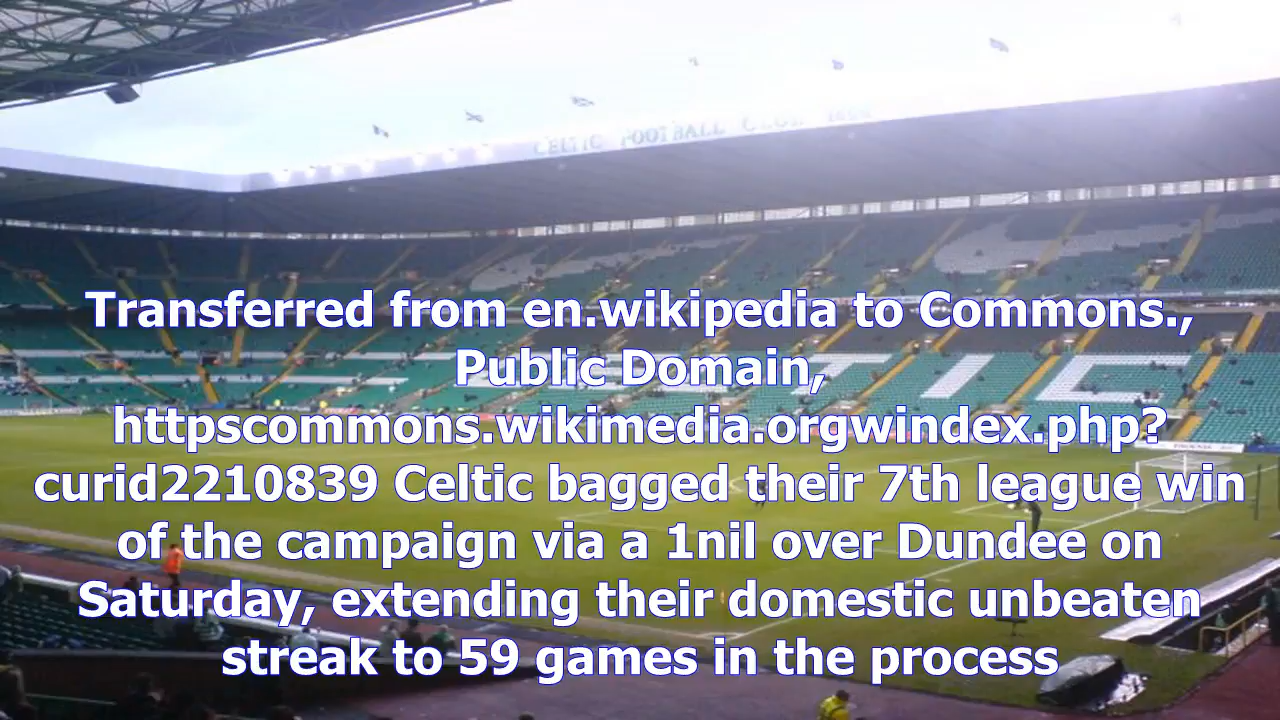 CELTIC FOOTBALL CLUB 1888
Transferred from en.wikipedia to Commons.,
Public Domain,
TIC
httpscommons.wikimedia.orgwindex.php?
curid2210839 Celtic bagged their 7th league win
of the campaign via a 1nil over Dundee on
Saturday, extending their domestic unbeaten
streak to 59 games in the process